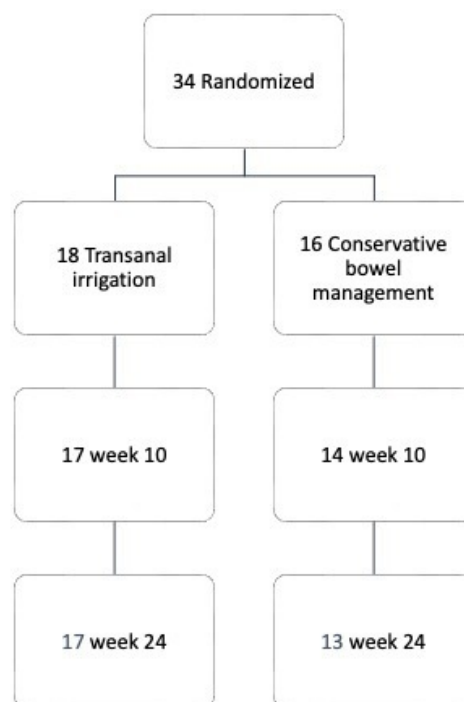 34 Randomized
18 Transanal
irrigation
16 Conservative
bowel
management
17 week 10
14 week 10
17 week 24
13 week 24